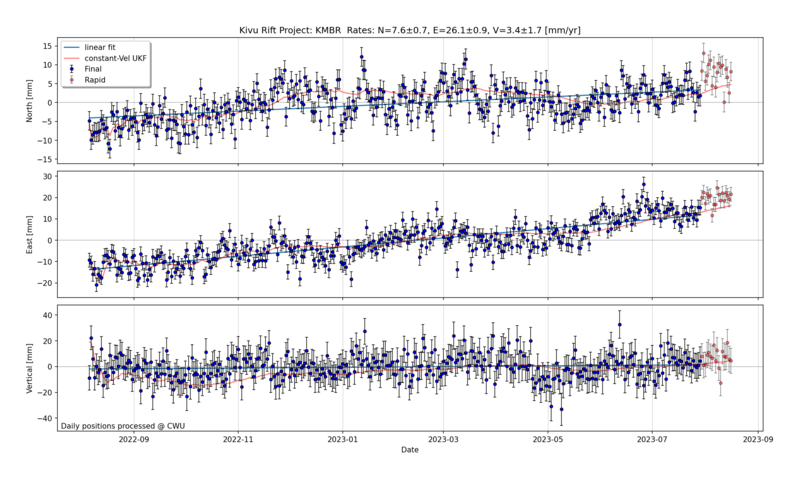 Kivu Rift Project: KMBR  Rates: N=7.6±0.7, E=26.1±0.9, V=3.4±1.7 [mm/yr]
linear fit
constant-Vel UKF
Final
Rapid
North [mm]
15
10
5
0
−5
−10
−15
East [mm]
30
20
10
0
−10
−20
Vertical [mm]
40
20
0
−20
−40
Daily positions processed @ CWU
2022-09 2022-11 2023-01 2023-03 2023-05 2023-07 2023-09
Date